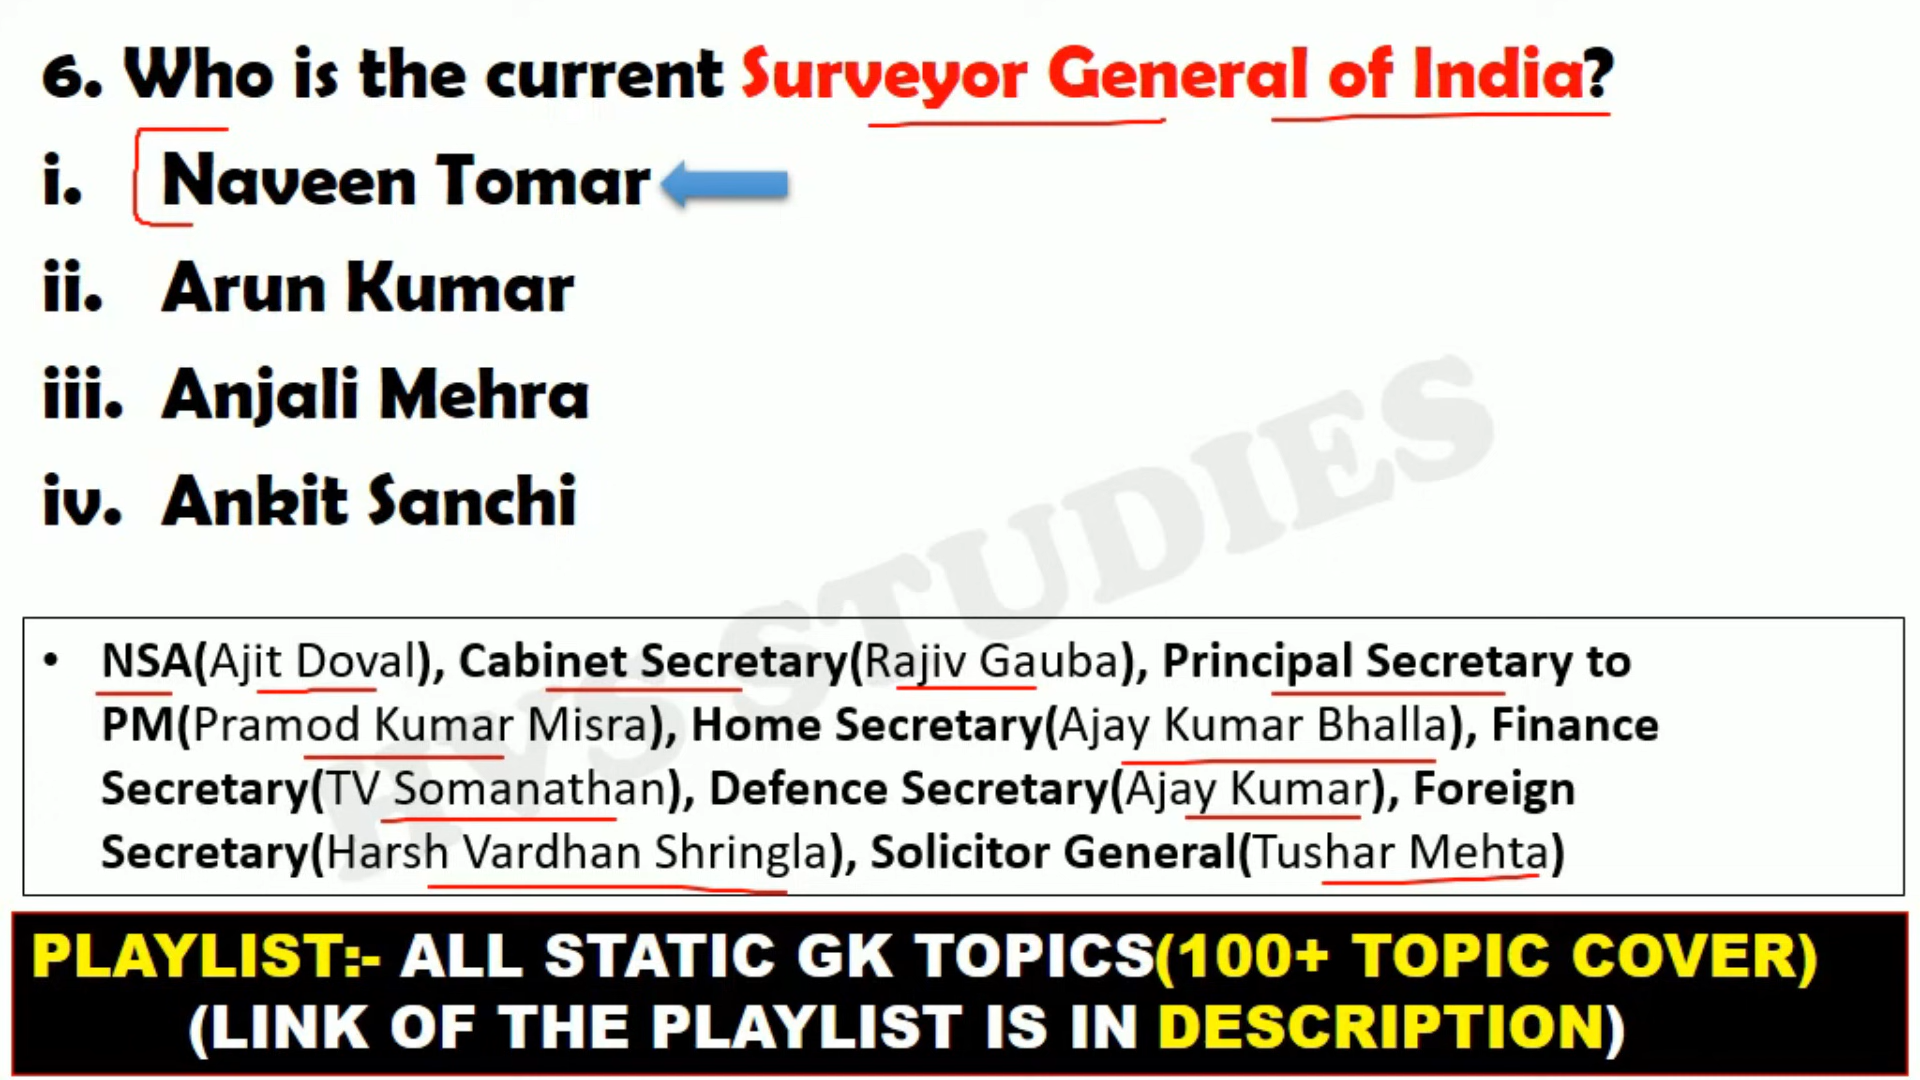 6. Who is the current Surveyor General of India?
i. Naveen Tomar
ii. Arun Kumar
iii. Anjali Mehra
iv. Ankit Sanchi
HVS STUDIES
• NSA(Ajit Doval), Cabinet Secretary(Rajiv Gauba), Principal Secretary to
PM(Pramod Kumar Misra), Home Secretary(Ajay Kumar Bhalla), Finance
Secretary(TV Somanathan), Defence Secretary(Ajay Kumar), Foreign
Secretary(Harsh Vardhan Shringla), Solicitor General(Tushar Mehta)
PLAYLIST:- ALL STATIC GK TOPICS(100+ TOPIC COVER)
(LINK OF THE PLAYLIST IS IN DESCRIPTION)